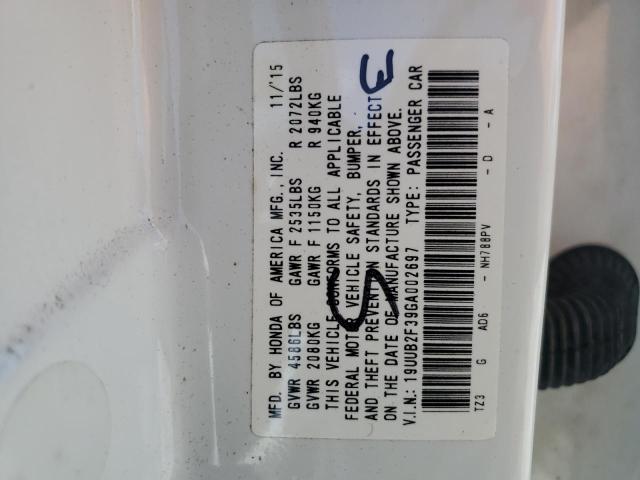 MFD. BY HONDA OF AMERICA MFG., INC. 11/'15
GVWR 4586LBS GAWR F 2535LBS R 2072LBS
GVWR 2080KG GAWR F 1150KG R 940KG
THIS VEHICLE CONFORMS TO ALL APPLICABLE
FEDERAL MOTOR VEHICLE SAFETY, BUMPER,
AND THEFT PREVENTION STANDARDS IN EFFECT
ON THE DATE OF MANUFACTURE SHOWN ABOVE.
V.I.N.: 19UUB2F39GA002697 TYPE: PASSENGER CAR
TZ3 G AD6 - NH788PV - D - A